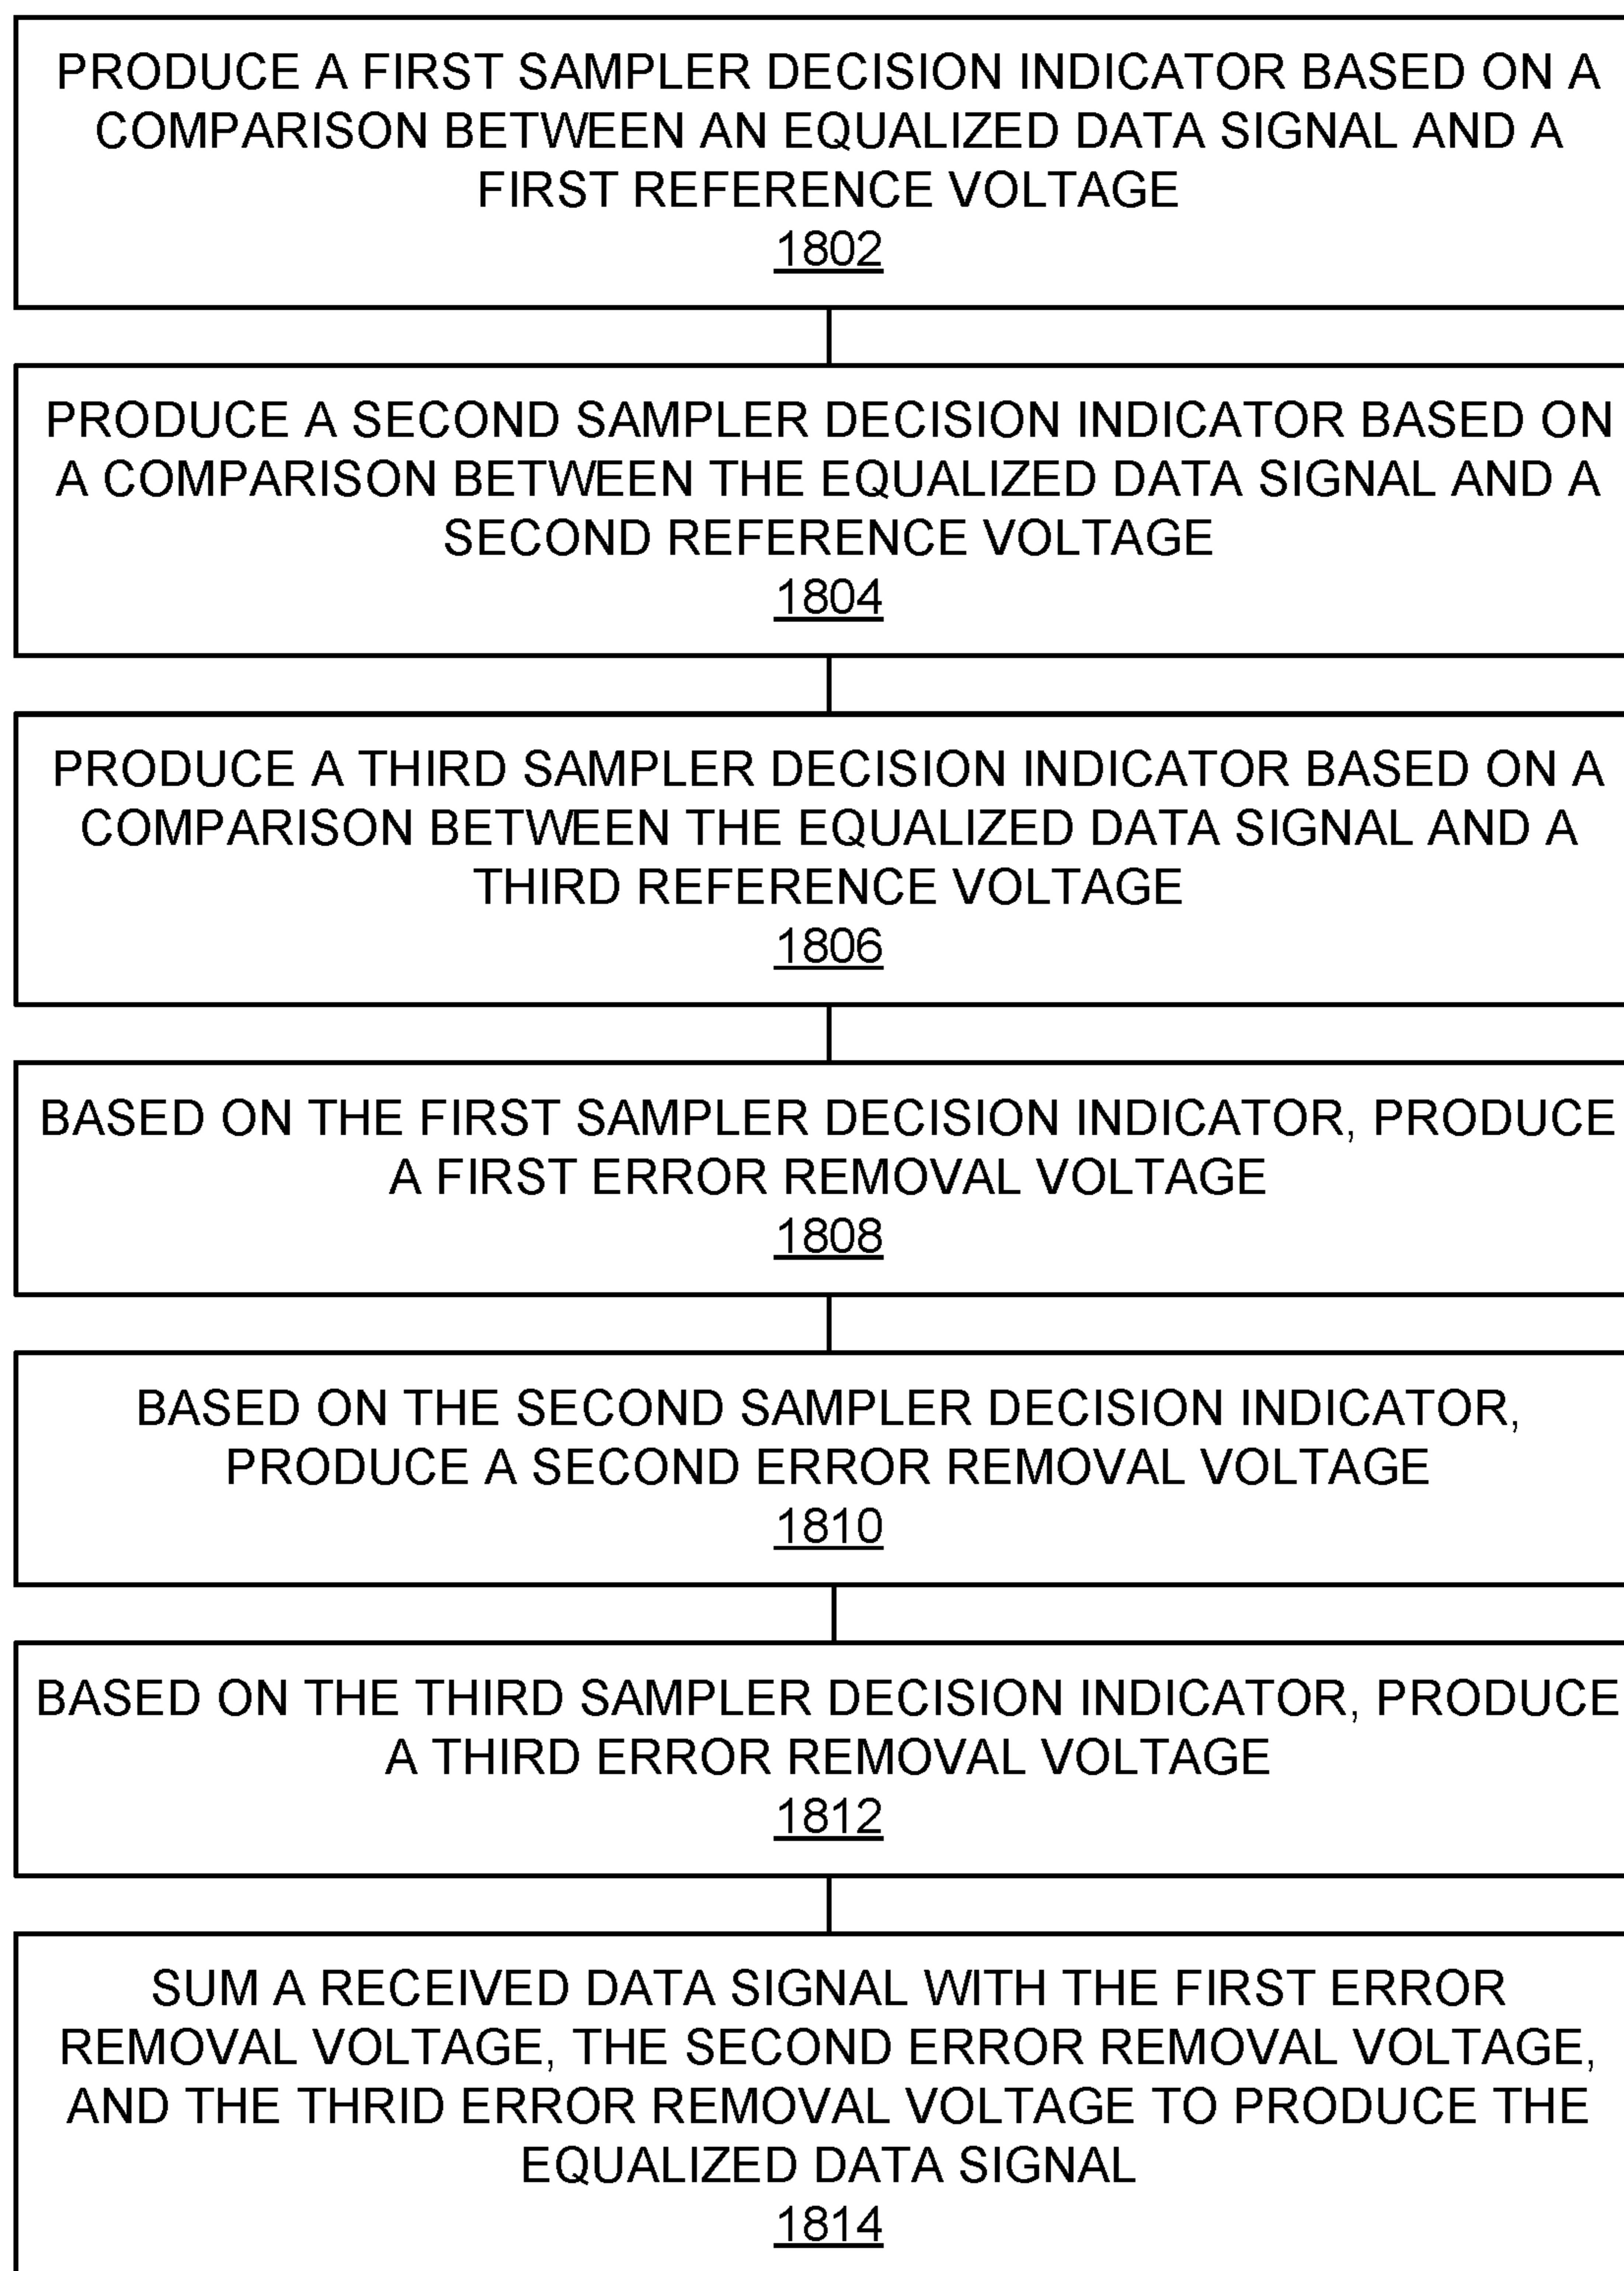 PRODUCE A FIRST SAMPLER DECISION INDICATOR BASED ON A
COMPARISON BETWEEN AN EQUALIZED DATA SIGNAL AND A
FIRST REFERENCE VOLTAGE
1802
PRODUCE A SECOND SAMPLER DECISION INDICATOR BASED ON
A COMPARISON BETWEEN THE EQUALIZED DATA SIGNAL AND A
SECOND REFERENCE VOLTAGE
1804
PRODUCE A THIRD SAMPLER DECISION INDICATOR BASED ON A
COMPARISON BETWEEN THE EQUALIZED DATA SIGNAL AND A
THIRD REFERENCE VOLTAGE
1806
BASED ON THE FIRST SAMPLER DECISION INDICATOR, PRODUCE
A FIRST ERROR REMOVAL VOLTAGE
1808
BASED ON THE SECOND SAMPLER DECISION INDICATOR,
PRODUCE A SECOND ERROR REMOVAL VOLTAGE
1810
BASED ON THE THIRD SAMPLER DECISION INDICATOR, PRODUCE
A THIRD ERROR REMOVAL VOLTAGE
1812
SUM A RECEIVED DATA SIGNAL WITH THE FIRST ERROR
REMOVAL VOLTAGE, THE SECOND ERROR REMOVAL VOLTAGE,
AND THE THRID ERROR REMOVAL VOLTAGE TO PRODUCE THE
EQUALIZED DATA SIGNAL
1814